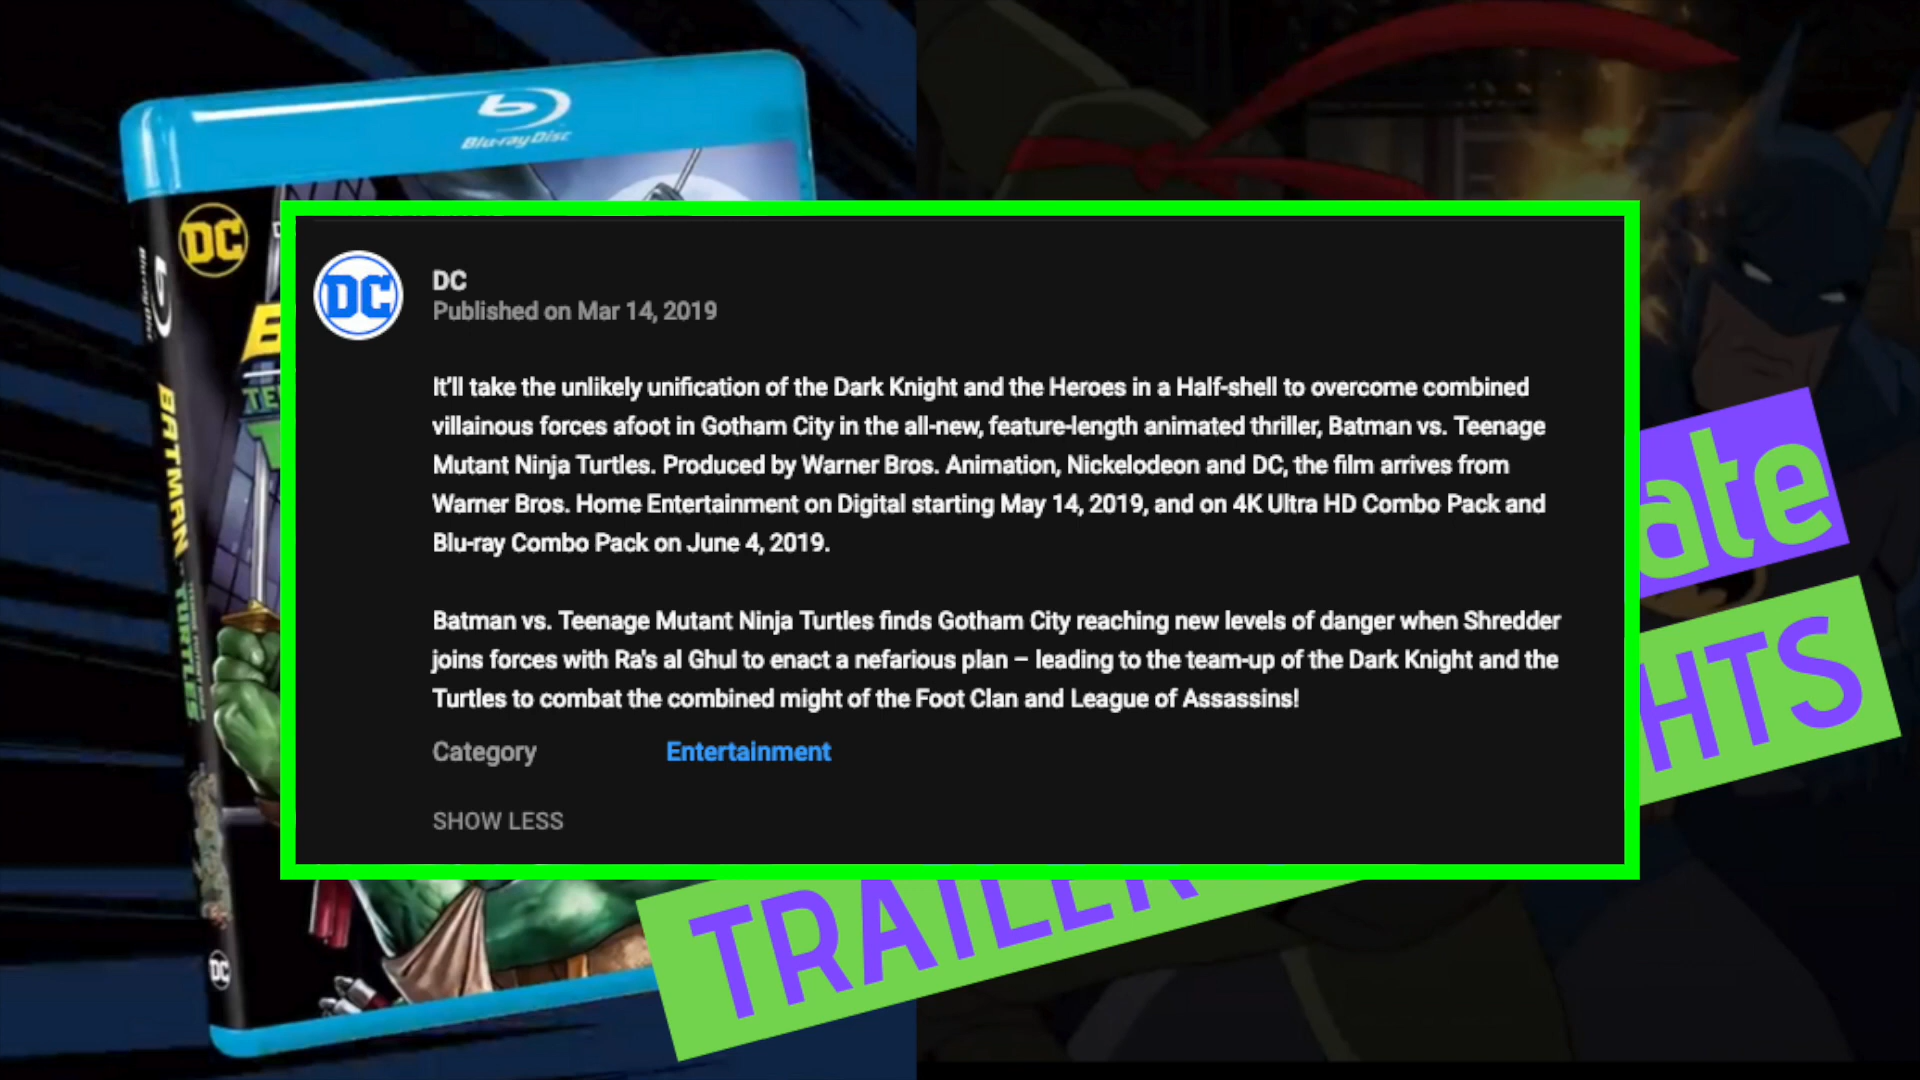 Blu-ray Disc
DC
Blu-ray Disc
BATMAN
TURTLES
DC
DC
DC
Published on Mar 14, 2019
It'll take the unlikely unification of the Dark Knight and the Heroes in a Half-shell to overcome combined
villainous forces afoot in Gotham City in the all-new, feature-length animated thriller, Batman vs. Teenage
Mutant Ninja Turtles. Produced by Warner Bros. Animation, Nickelodeon and DC, the film arrives from
Warner Bros. Home Entertainment on Digital starting May 14, 2019, and on 4K Ultra HD Combo Pack and
Blu-ray Combo Pack on June 4, 2019.
Batman vs. Teenage Mutant Ninja Turtles finds Gotham City reaching new levels of danger when Shredder
joins forces with Ra's al Ghul to enact a nefarious plan – leading to the team-up of the Dark Knight and the
Turtles to combat the combined might of the Foot Clan and League of Assassins!
Category Entertainment
SHOW LESS
ate
HTS
TRAILER